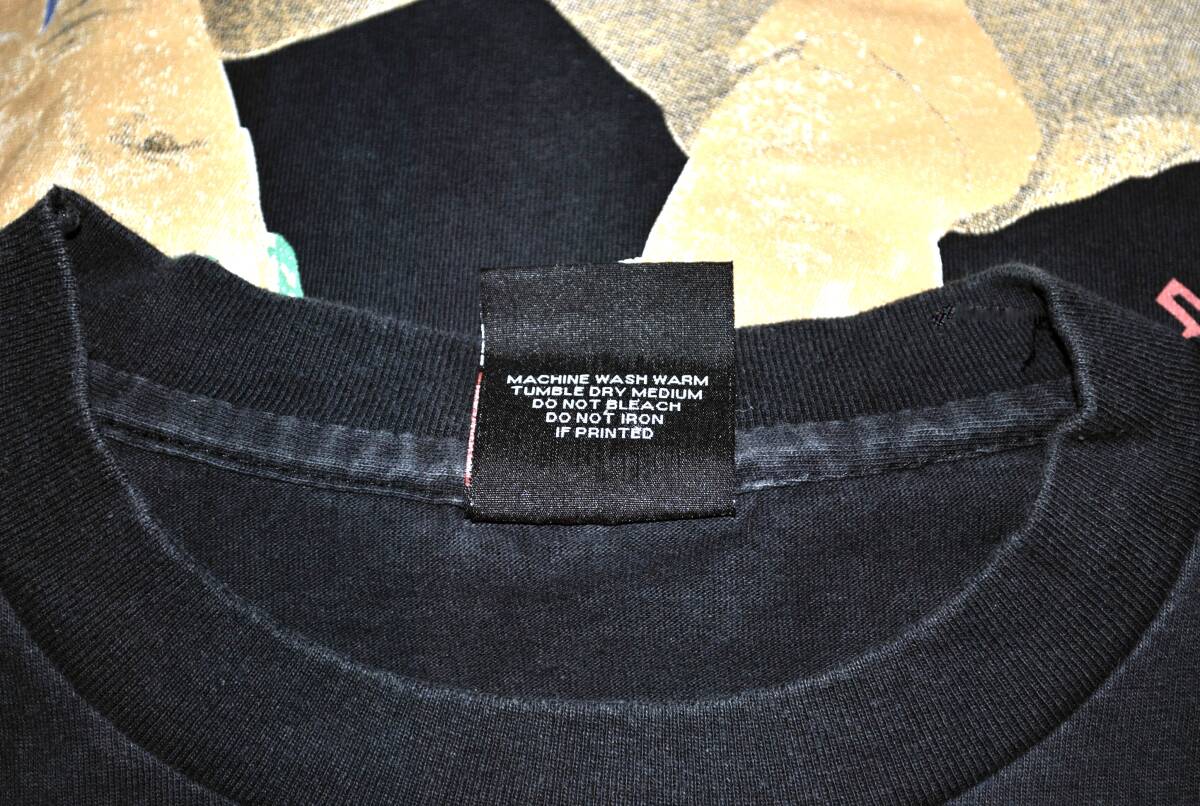 MACHINE WASH WARM
TUMBLE DRY MEDIUM
DO NOT BLEACH
DO NOT IRON
IF PRINTED